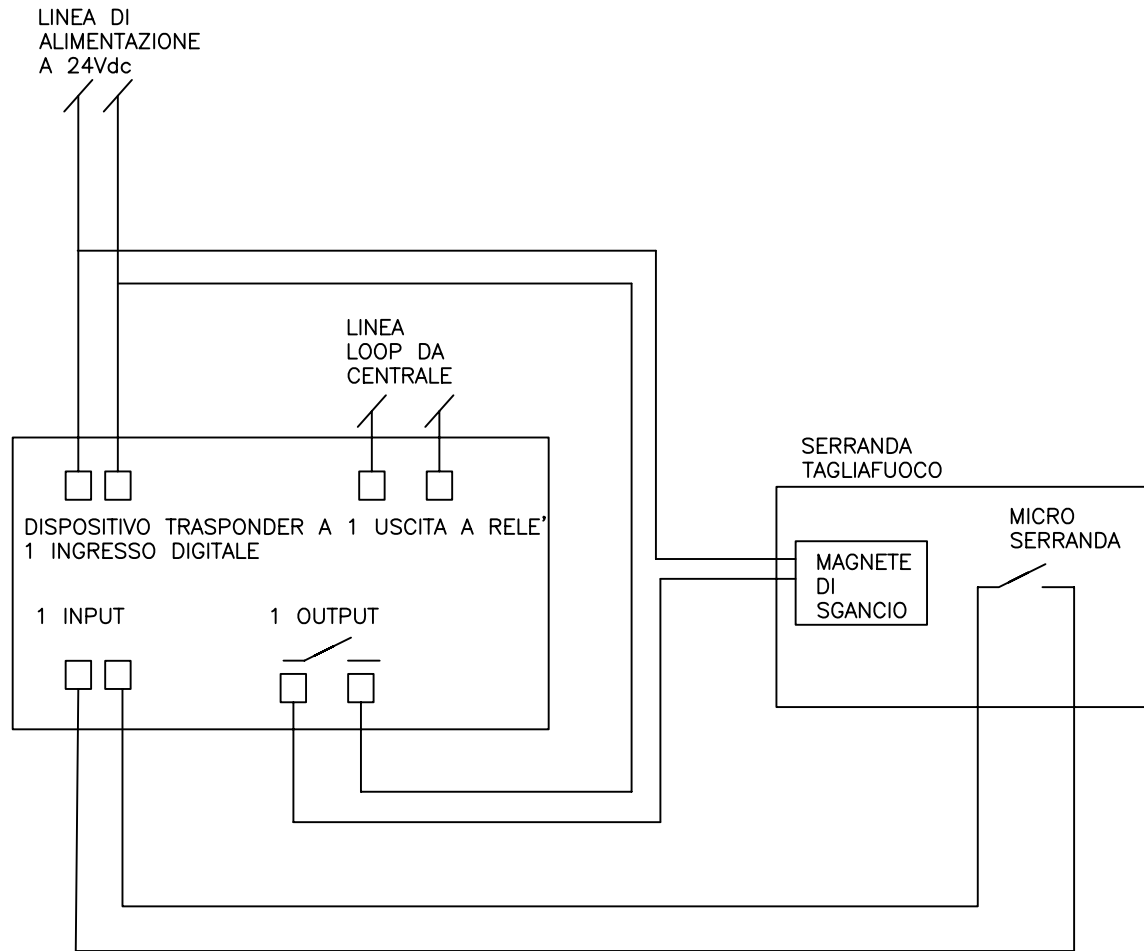 LINEA DI
ALIMENTAZIONE
A 24Vdc
LINEA
LOOP DA
CENTRALE
DISPOSITIVO TRASPONDER A 1 USCITA A RELE'
1 INGRESSO DIGITALE
1 INPUT
1 OUTPUT
SERRANDA
TAGLIAFUOCO
MICRO
SERRANDA
MAGNETE
DI
SGANCIO